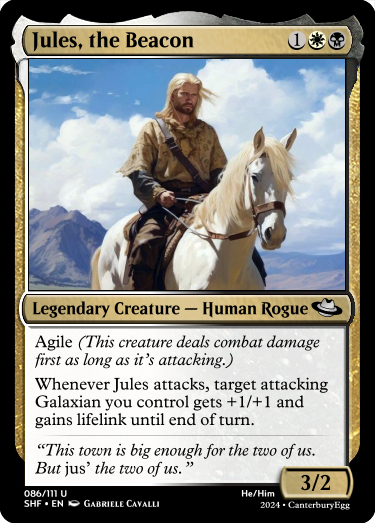 Jules, the Beacon 1
Legendary Creature — Human Rogue
Agile (This creature deals combat damage
first as long as it's attacking.)
Whenever Jules attacks, target attacking
Galaxian you control gets +1/+1 and
gains lifelink until end of turn.
"This town is big enough for the two of us.
But jus' the two of us."
3/2
086/111 U He/Him
SHF • EN Gabriele Cavalli 2024 • CanterburyEgg